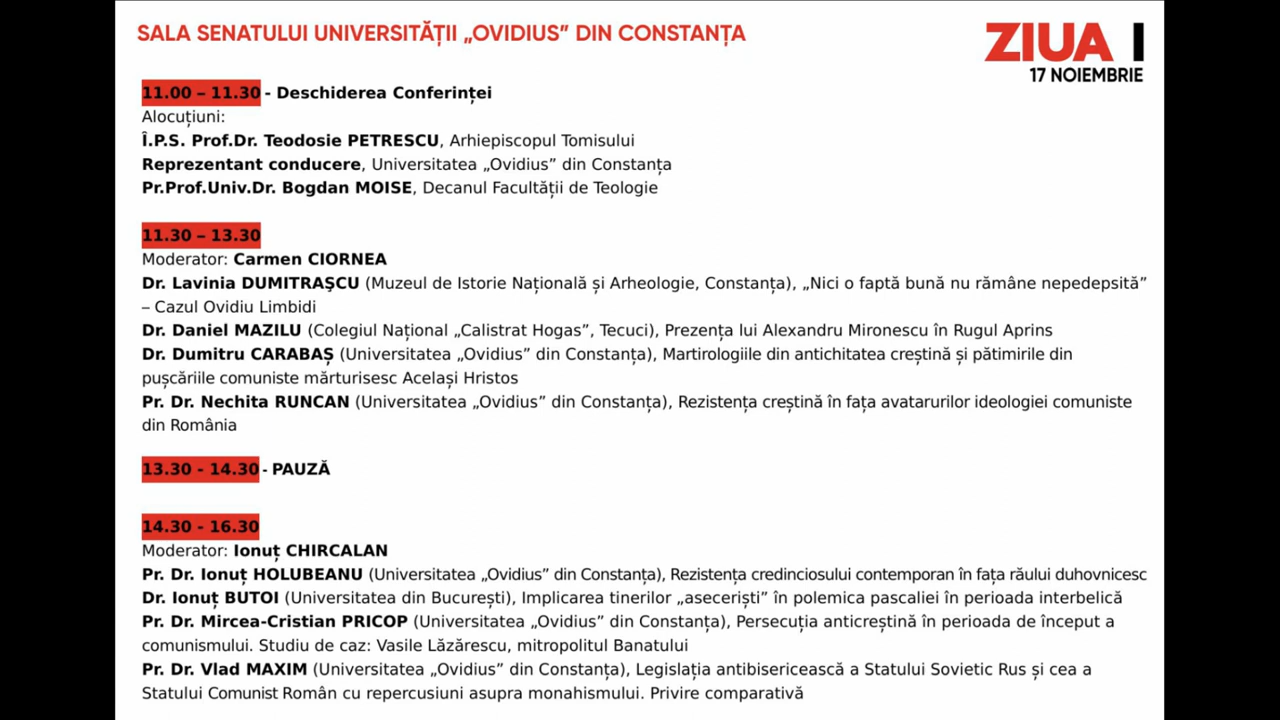 SALA SENATULUI UNIVERSITĂȚII „OVIDIUS” DIN CONSTANȚA
ZIUA I
17 NOIEMBRIE
11.00 – 11.30 - Deschiderea Conferinței
Alocuțiuni:
Î.P.S. Prof.Dr. Teodosie PETRESCU, Arhiepiscopul Tomisului
Reprezentant conducere, Universitatea „Ovidius” din Constanța
Pr.Prof.Univ.Dr. Bogdan MOISE, Decanul Facultății de Teologie
11.30 – 13.30
Moderator: Carmen CIORNEA
Dr. Lavinia DUMITRAŞCU (Muzeul de Istorie Națională și Arheologie, Constanța), „Nici o faptă bună nu rămâne nepedepsită”
– Cazul Ovidiu Limbidi
Dr. Daniel MAZILU (Colegiul Național „Calistrat Hogas”, Tecuci), Prezența lui Alexandru Mironescu în Rugul Aprins
Dr. Dumitru CARABAȘ (Universitatea „Ovidius” din Constanța), Martirologiile din antichitatea creștină și pătimirile din
pușcăriile comuniste mărturisesc Același Hristos
Pr. Dr. Nechita RUNCAN (Universitatea „Ovidius” din Constanța), Rezistența creștină în fața avatarurilor ideologiei comuniste
din România
13.30 - 14.30 - PAUZĂ
14.30 - 16.30
Moderator: Ionuț CHIRCALAN
Pr. Dr. Ionuț HOLUBEANU (Universitatea „Ovidius” din Constanța), Rezistența credinciosului contemporan în fața răului duhovnicesc
Dr. Ionuț BUTOI (Universitatea din București), Implicarea tinerilor „aseceriști” în polemica pascaliei în perioada interbelică
Pr. Dr. Mircea-Cristian PRICOP (Universitatea „Ovidius” din Constanța), Persecuția anticreștină în perioada de început a
comunismului. Studiu de caz: Vasile Lăzărescu, mitropolitul Banatului
Pr. Dr. Vlad MAXIM (Universitatea „Ovidius” din Constanța), Legislația antibisericească a Statului Sovietic Rus și cea a
Statului Comunist Român cu repercusiuni asupra monahismului. Privire comparativă